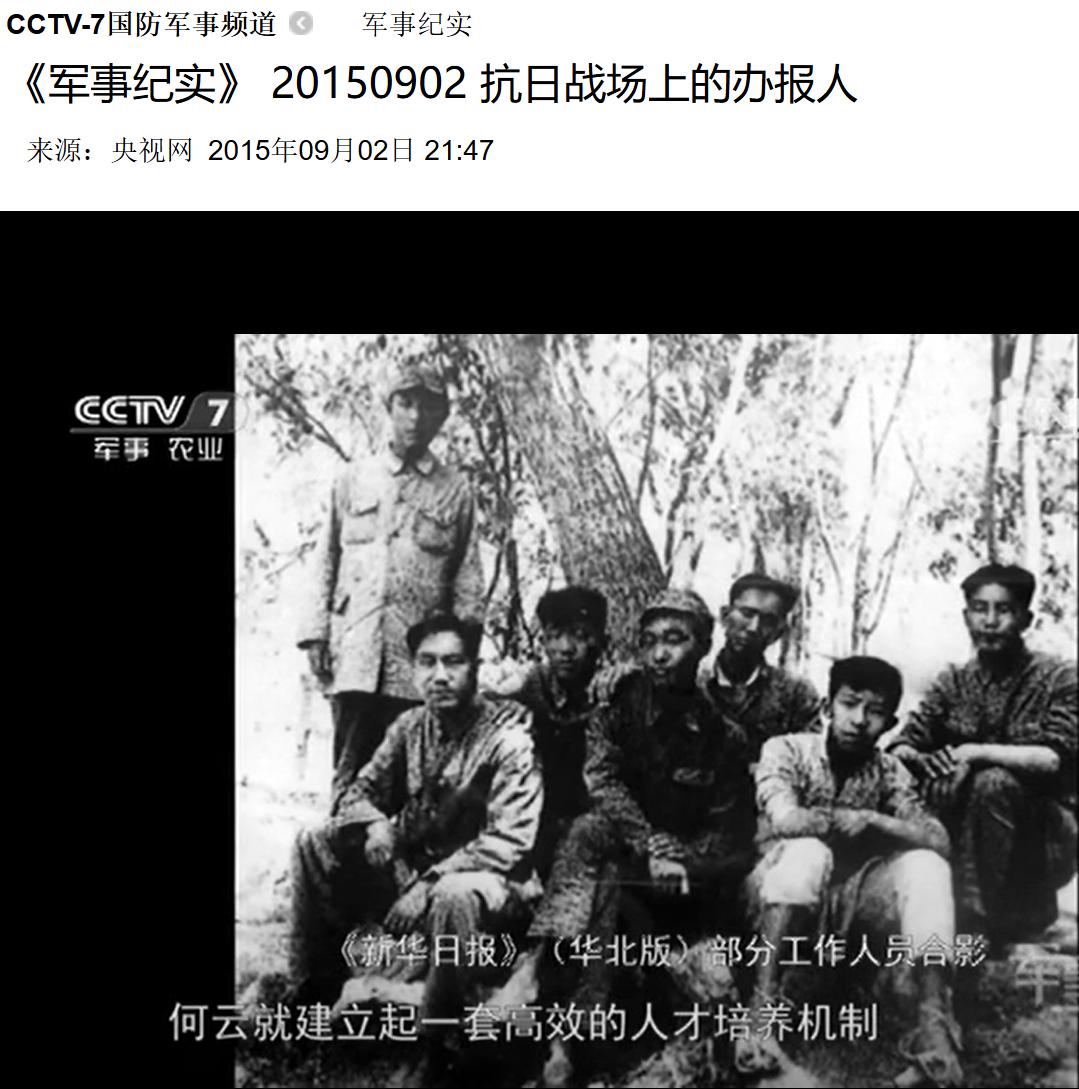 CCTV-7国防军事频道 军事纪实
《军事纪实》 20150902 抗日战场上的办报人
来源：央视网 2015年09月02日 21:47
CCTV 7
军事 农业
《新华日报》（华北版）部分工作人员合影
何云就建立起一套高效的人才培养机制